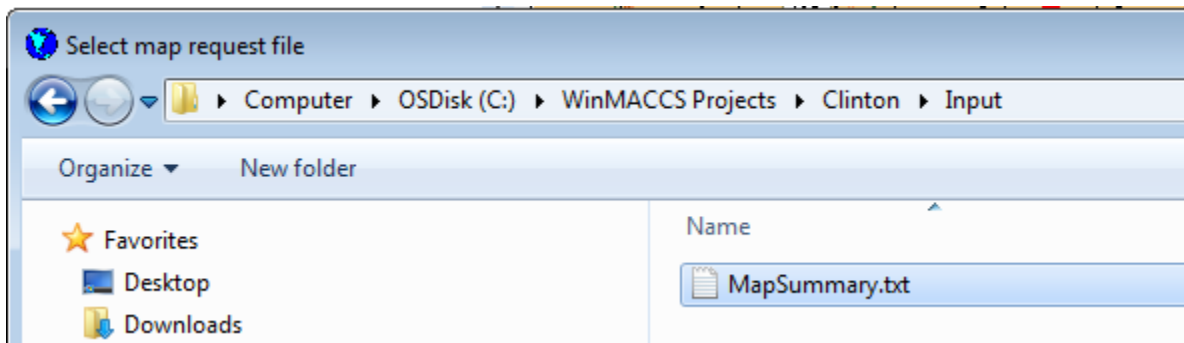 Select map request file
Computer OSDisk (C:) WinMACCS Projects Clinton Input
Organize New folder
Favorites
Desktop
Downloads
Name
MapSummary.txt